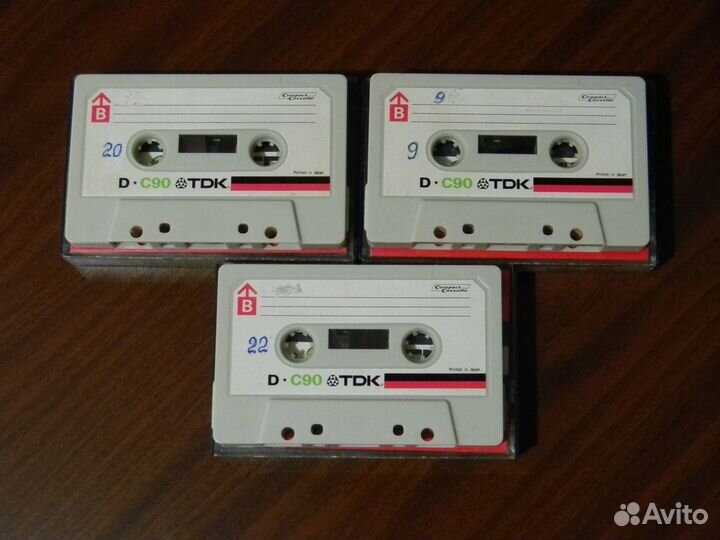 Compact
Cassette
B
20
Printed in Japan
D • C90 TDK
9
Compact
Cassette
B
9
Printed in Japan
D • C90 TDK
Compact
Cassette
B
22
Printed in Japan
D • C90 TDK
Avito